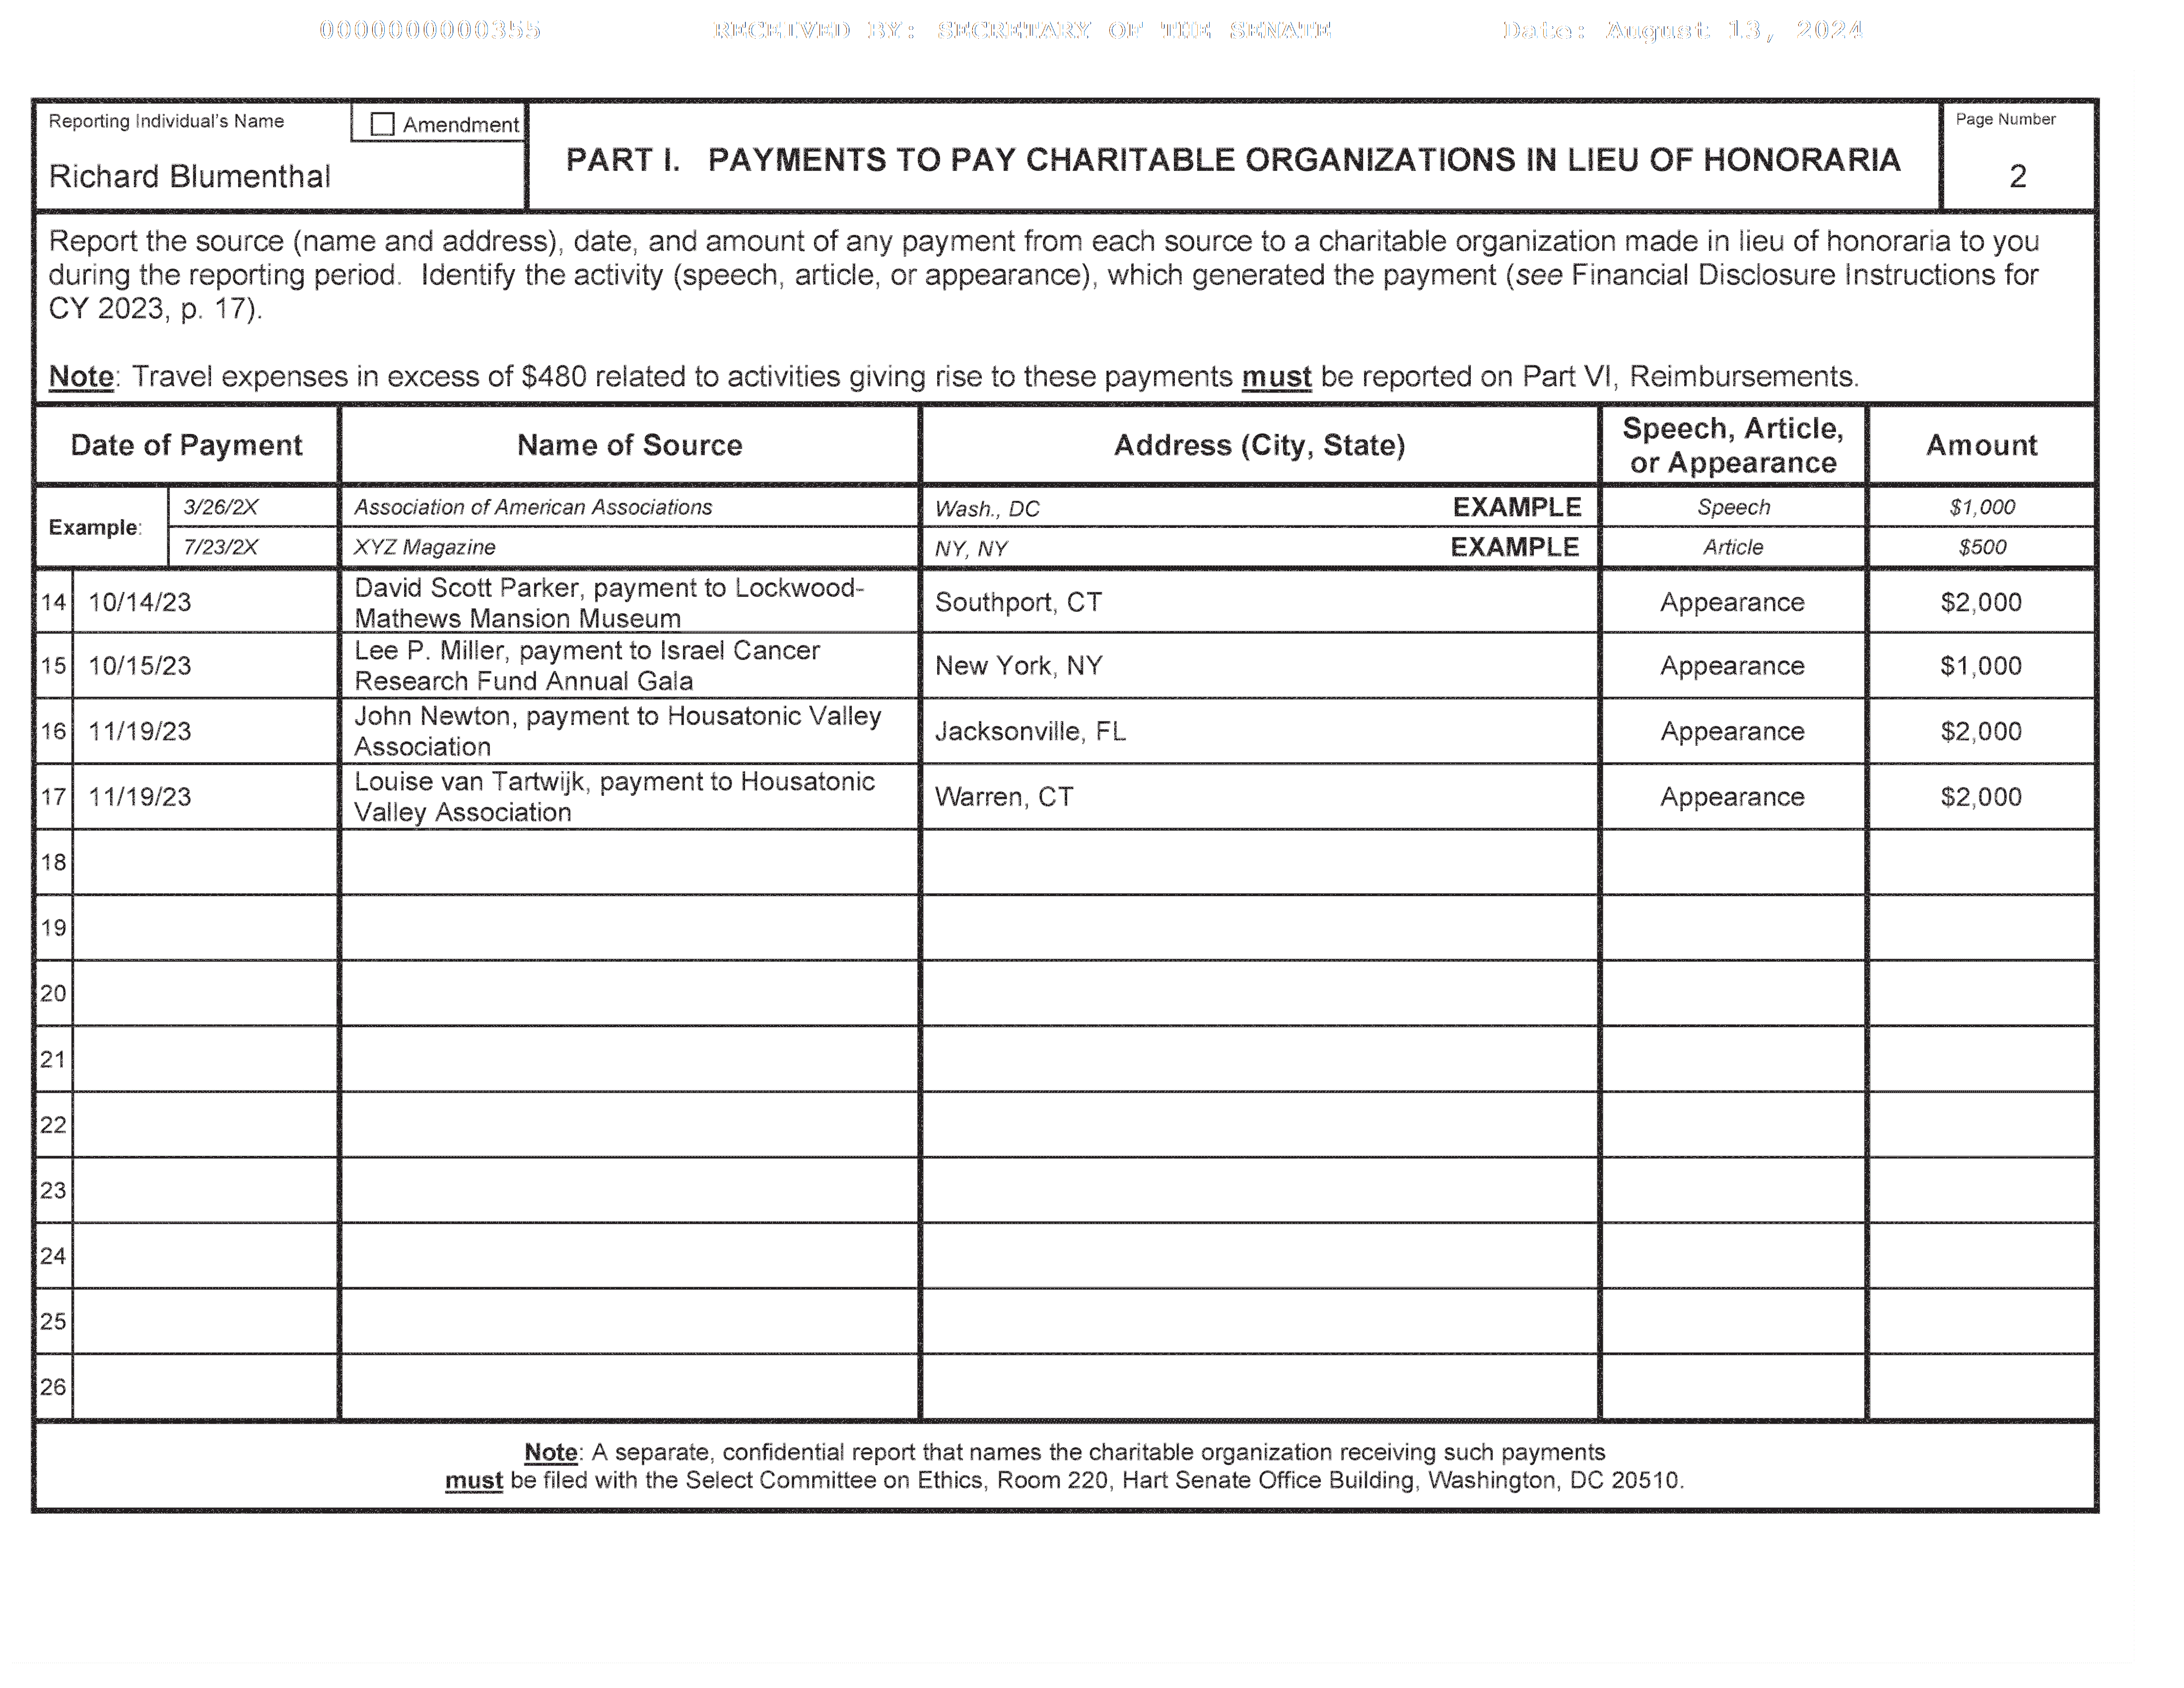 0000000000355 RECEIVED BY: SECRETARY OF THE SENATE Date: August 13, 2024
Reporting Individual's Name
Amendment
Richard Blumenthal
PART I. PAYMENTS TO PAY CHARITABLE ORGANIZATIONS IN LIEU OF HONORARIA
Page Number
2
Report the source (name and address), date, and amount of any payment from each source to a charitable organization made in lieu of honoraria to you
during the reporting period. Identify the activity (speech, article, or appearance), which generated the payment (see Financial Disclosure Instructions for
CY 2023, p. 17).
Note: Travel expenses in excess of $480 related to activities giving rise to these payments must be reported on Part VI, Reimbursements.
Date of Payment
Name of Source
Address (City, State)
Speech, Article,
or Appearance
Amount
Example:
3/26/2X Association of American Associations Wash., DC EXAMPLE Speech $1,000
7/23/2X XYZ Magazine NY, NY EXAMPLE Article $500
14 10/14/23
David Scott Parker, payment to Lockwood-
Mathews Mansion Museum
Southport, CT Appearance $2,000
15 10/15/23
Lee P. Miller, payment to Israel Cancer
Research Fund Annual Gala
New York, NY Appearance $1,000
16 11/19/23
John Newton, payment to Housatonic Valley
Association
Jacksonville, FL Appearance $2,000
17 11/19/23
Louise van Tartwijk, payment to Housatonic
Valley Association
Warren, CT Appearance $2,000
18
19
20
21
22
23
24
25
26
Note: A separate, confidential report that names the charitable organization receiving such payments
must be filed with the Select Committee on Ethics, Room 220, Hart Senate Office Building, Washington, DC 20510.